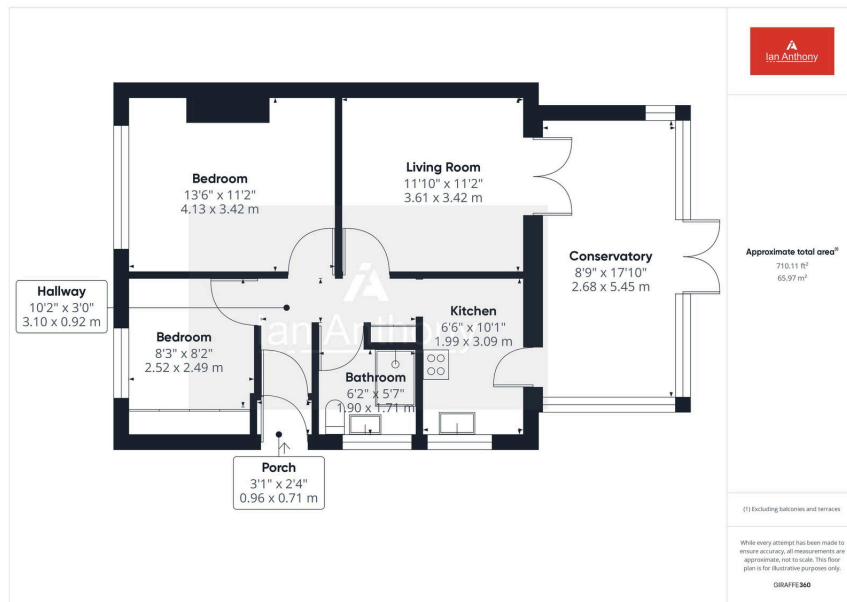 Bedroom
13'6" x 11'2"
4.13 x 3.42 m
Living Room
11'10" x 11'2"
3.61 x 3.42 m
Conservatory
8'9" x 17'10"
2.68 x 5.45 m
Hallway
10'2" x 3'0"
3.10 x 0.92 m
Bedroom
8'3" x 8'2"
2.52 x 2.49 m
Kitchen
6'6" x 10'1"
1.99 x 3.09 m
Ian Anthony
Bathroom
6'2" x 5'7"
1.90 x 1.71 m
Porch
3'1" x 2'4"
0.96 x 0.71 m
Ian Anthony
Approximate total area⁽¹⁾
710.11 ft²
65.97 m²
(1) Excluding balconies and terraces
While every attempt has been made to
ensure accuracy, all measurements are
approximate, not to scale. This floor
plan is for illustrative purposes only.
GIRAFFE360